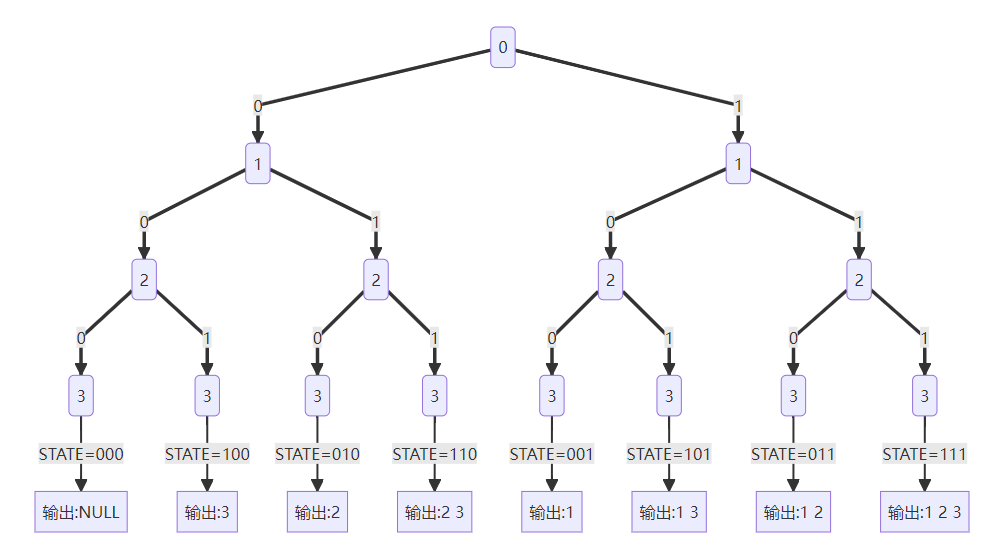 0
0 1
1 1
0 1 0 1
2 2 2 2
0 1 0 1 0 1 0 1
3 3 3 3 3 3 3 3
STATE=000 STATE=100 STATE=010 STATE=110 STATE=001 STATE=101 STATE=011 STATE=111
输出:NULL 输出:3 输出:2 输出:2 3 输出:1 输出:1 3 输出:1 2 输出:1 2 3